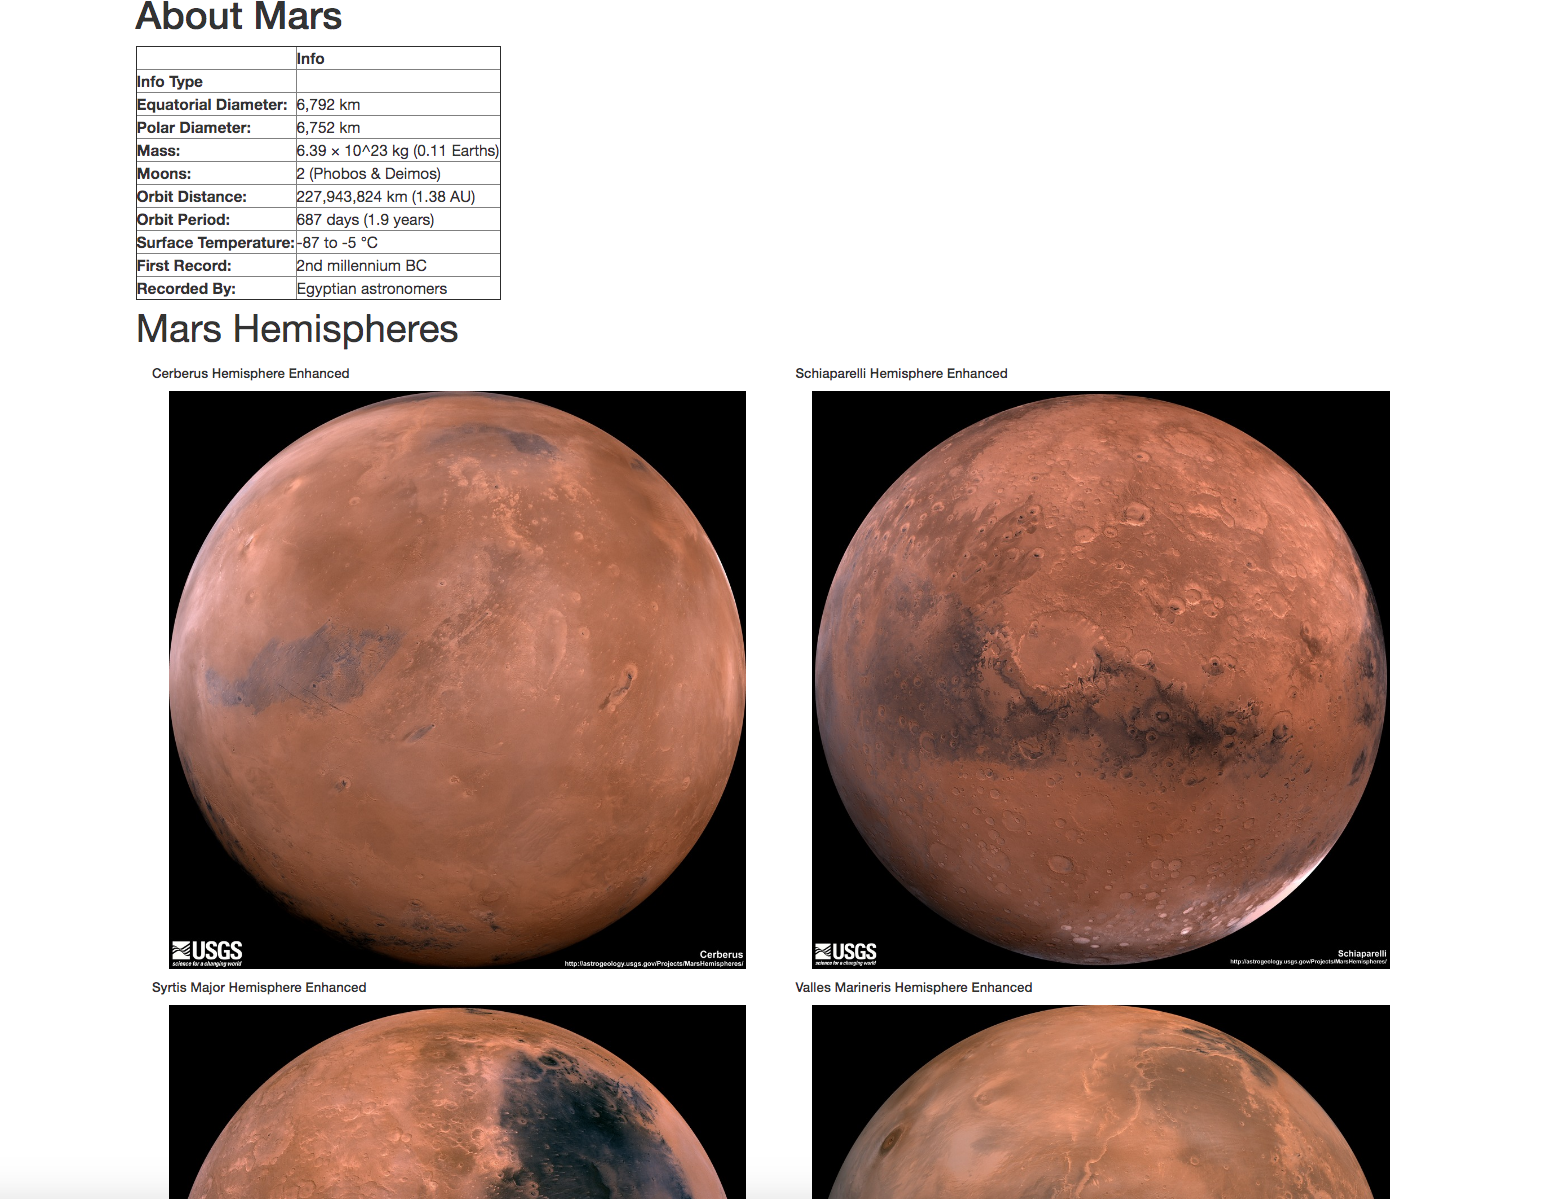 About Mars
Info
Info Type
Equatorial Diameter: 6,792 km
Polar Diameter: 6,752 km
Mass: 6.39 × 10^23 kg (0.11 Earths)
Moons: 2 (Phobos & Deimos)
Orbit Distance: 227,943,824 km (1.38 AU)
Orbit Period: 687 days (1.9 years)
Surface Temperature: -87 to -5 °C
First Record: 2nd millennium BC
Recorded By: Egyptian astronomers
Mars Hemispheres
Cerberus Hemisphere Enhanced
USGS
science for a changing world
Cerberus
http://astrogeology.usgs.gov/Projects/MarsHemispheres/
Schiaparelli Hemisphere Enhanced
USGS
science for a changing world
Schiaparelli
http://astrogeology.usgs.gov/Projects/MarsHemispheres/
Syrtis Major Hemisphere Enhanced
Valles Marineris Hemisphere Enhanced